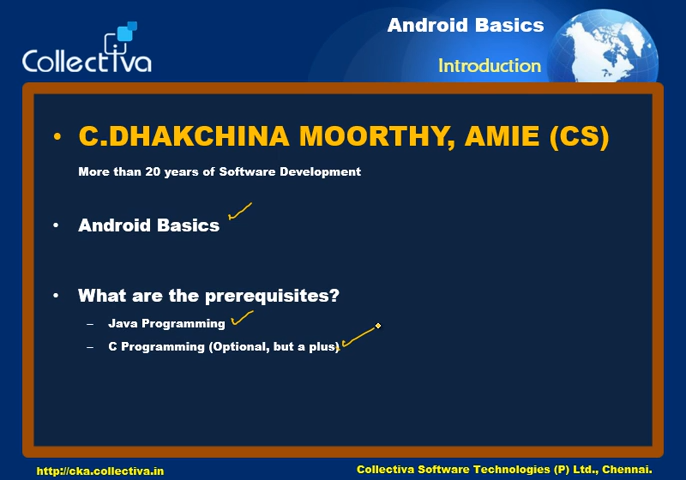 Collectiva
Android Basics
Introduction
• C.DHAKCHINA MOORTHY, AMIE (CS)
More than 20 years of Software Development
• Android Basics
• What are the prerequisites?
– Java Programming
– C Programming (Optional, but a plus)
http://cka.collectiva.in
Collectiva Software Technologies (P) Ltd., Chennai.